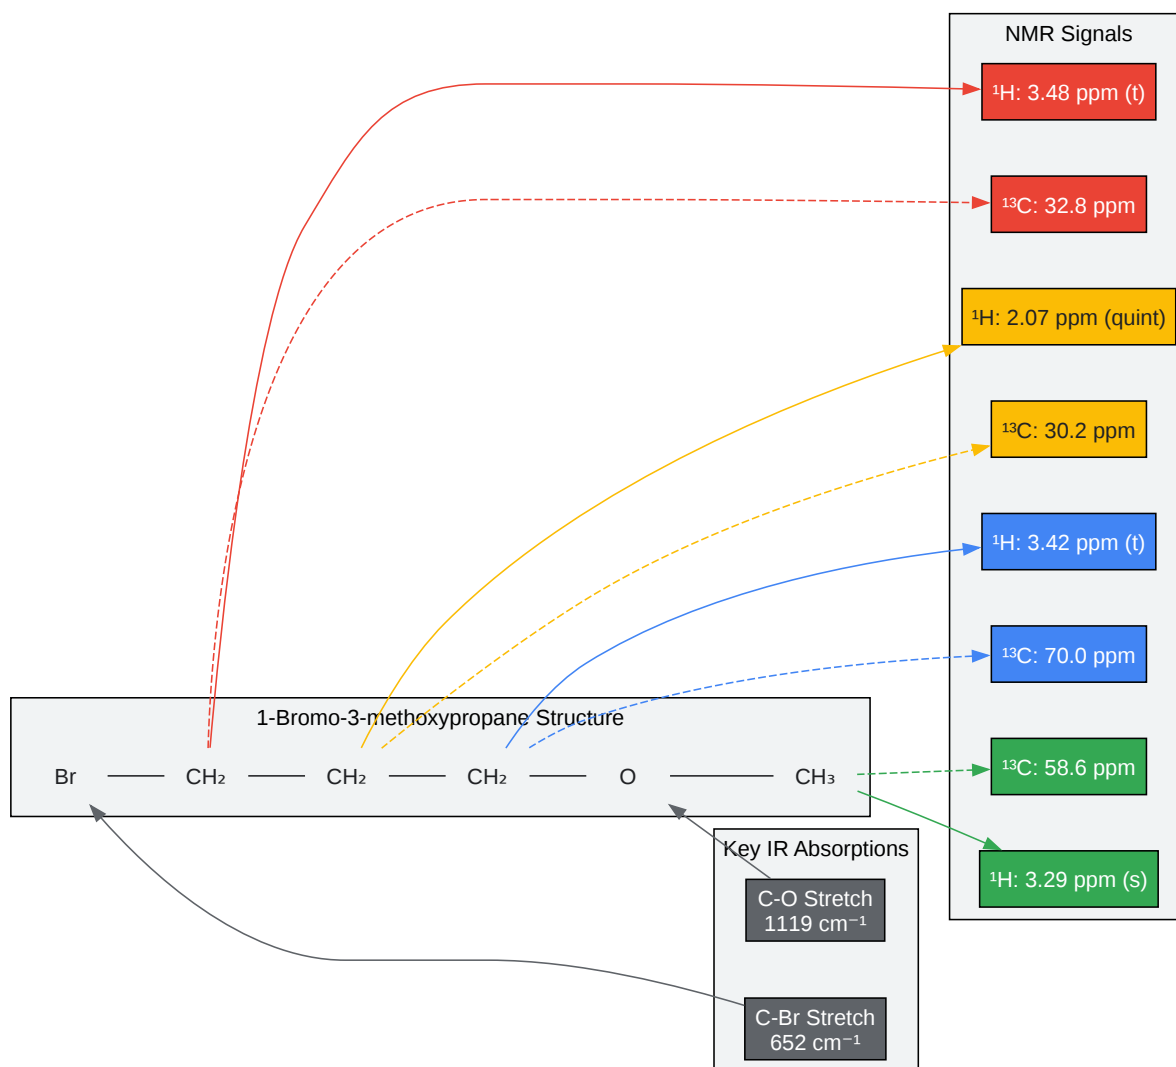 NMR Signals
¹H: 3.48 ppm (t)
¹³C: 32.8 ppm
¹H: 2.07 ppm (quint)
¹³C: 30.2 ppm
¹H: 3.42 ppm (t)
¹³C: 70.0 ppm
¹³C: 58.6 ppm
¹H: 3.29 ppm (s)
1-Bromo-3-methoxypropane Structure
Br CH₂ CH₂ CH₂ O CH₃
Key IR Absorptions
C-O Stretch
1119 cm⁻¹
C-Br Stretch
652 cm⁻¹